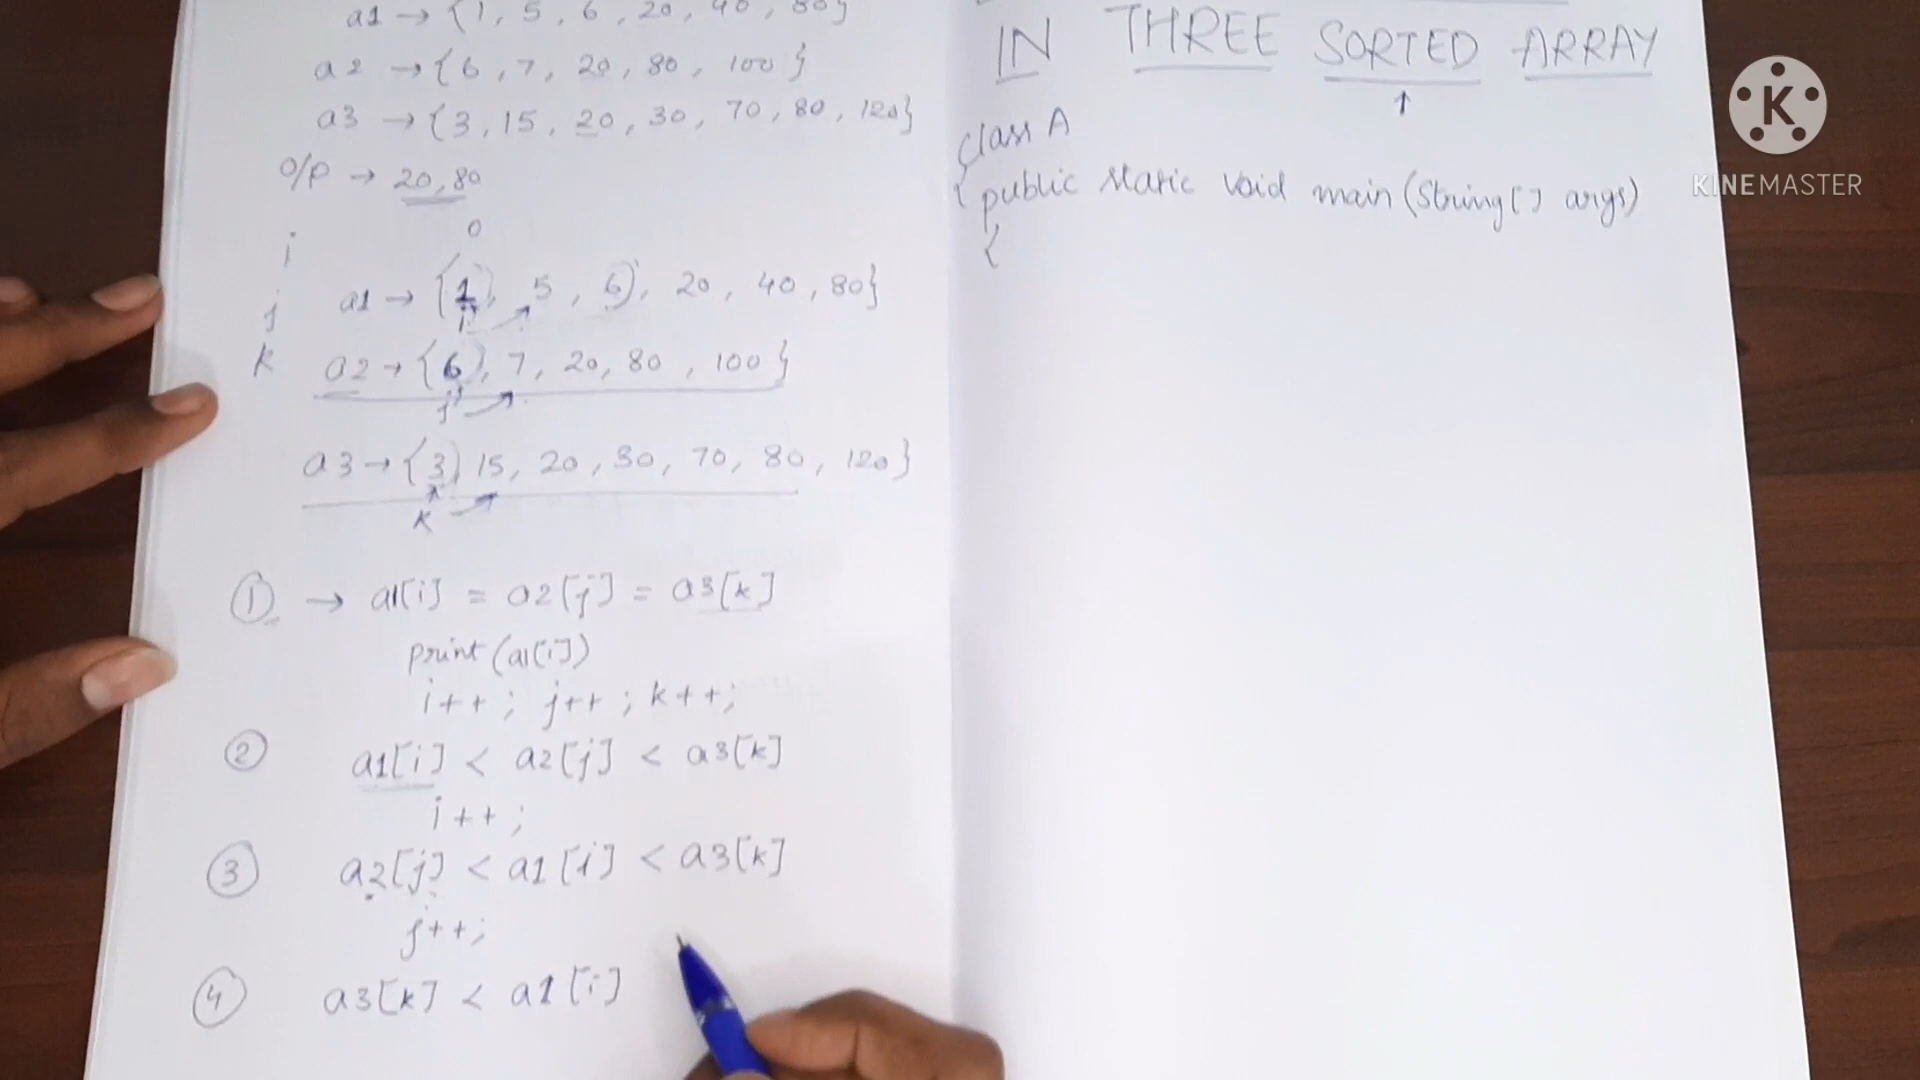 a1 → {1, 5, 6, 20, 40, 80}
a2 → {6, 7, 20, 80, 100}
a3 → {3, 15, 20, 30, 70, 80, 120}
O/P → 20, 80
0
i
a1 → {1, 5, 6, 20, 40, 80}
i
j
k
a2 → {6, 7, 20, 80, 100}
j
a3 → {3, 15, 20, 30, 70, 80, 120}
k
① → a1[i] = a2[j] = a3[k]
print(a1[i])
i++ ; j++ ; k++;
② a1[i] < a2[j] < a3[k]
i++ ;
③ a2[j] < a1[i] < a3[k]
j++;
④ a3[k] < a1[i]
IN THREE SORTED ARRAY
class A
{ public static void main(String[] args)
{
K
KINEMASTER